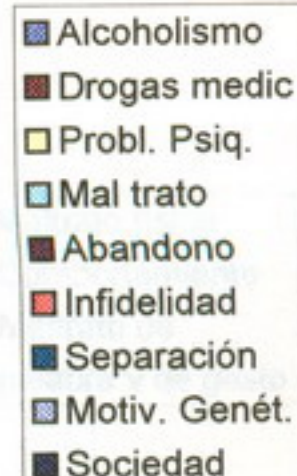 Alcoholismo
Drogas medic
Probl. Psiq.
Mal trato
Abandono
Infidelidad
Separación
Motiv. Genét.
Sociedad